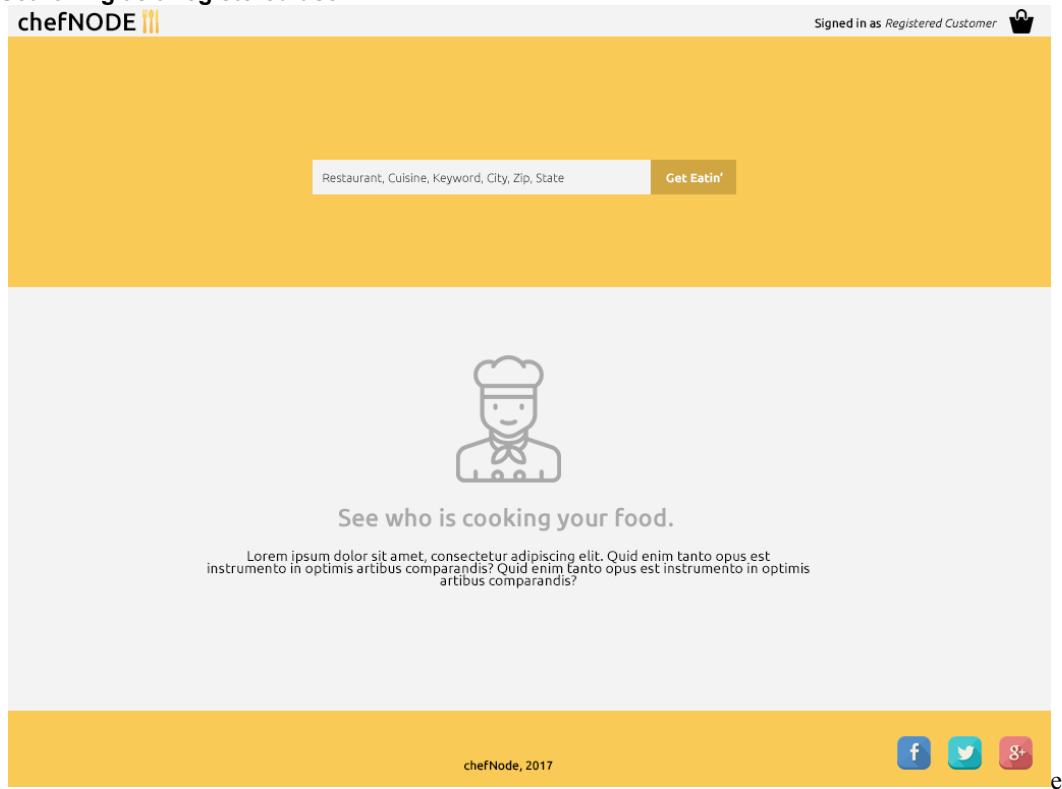 chefNODE
Signed in as Registered Customer
Restaurant, Cuisine, Keyword, City, Zip, State
Get Eatin’
See who is cooking your food.
Lorem ipsum dolor sit amet, consectetur adipiscing elit. Quid enim tanto opus est
instrumento in optimis artibus comparandis? Quid enim tanto opus est instrumento in optimis
artibus comparandis?
chefNode, 2017
f
g+
e